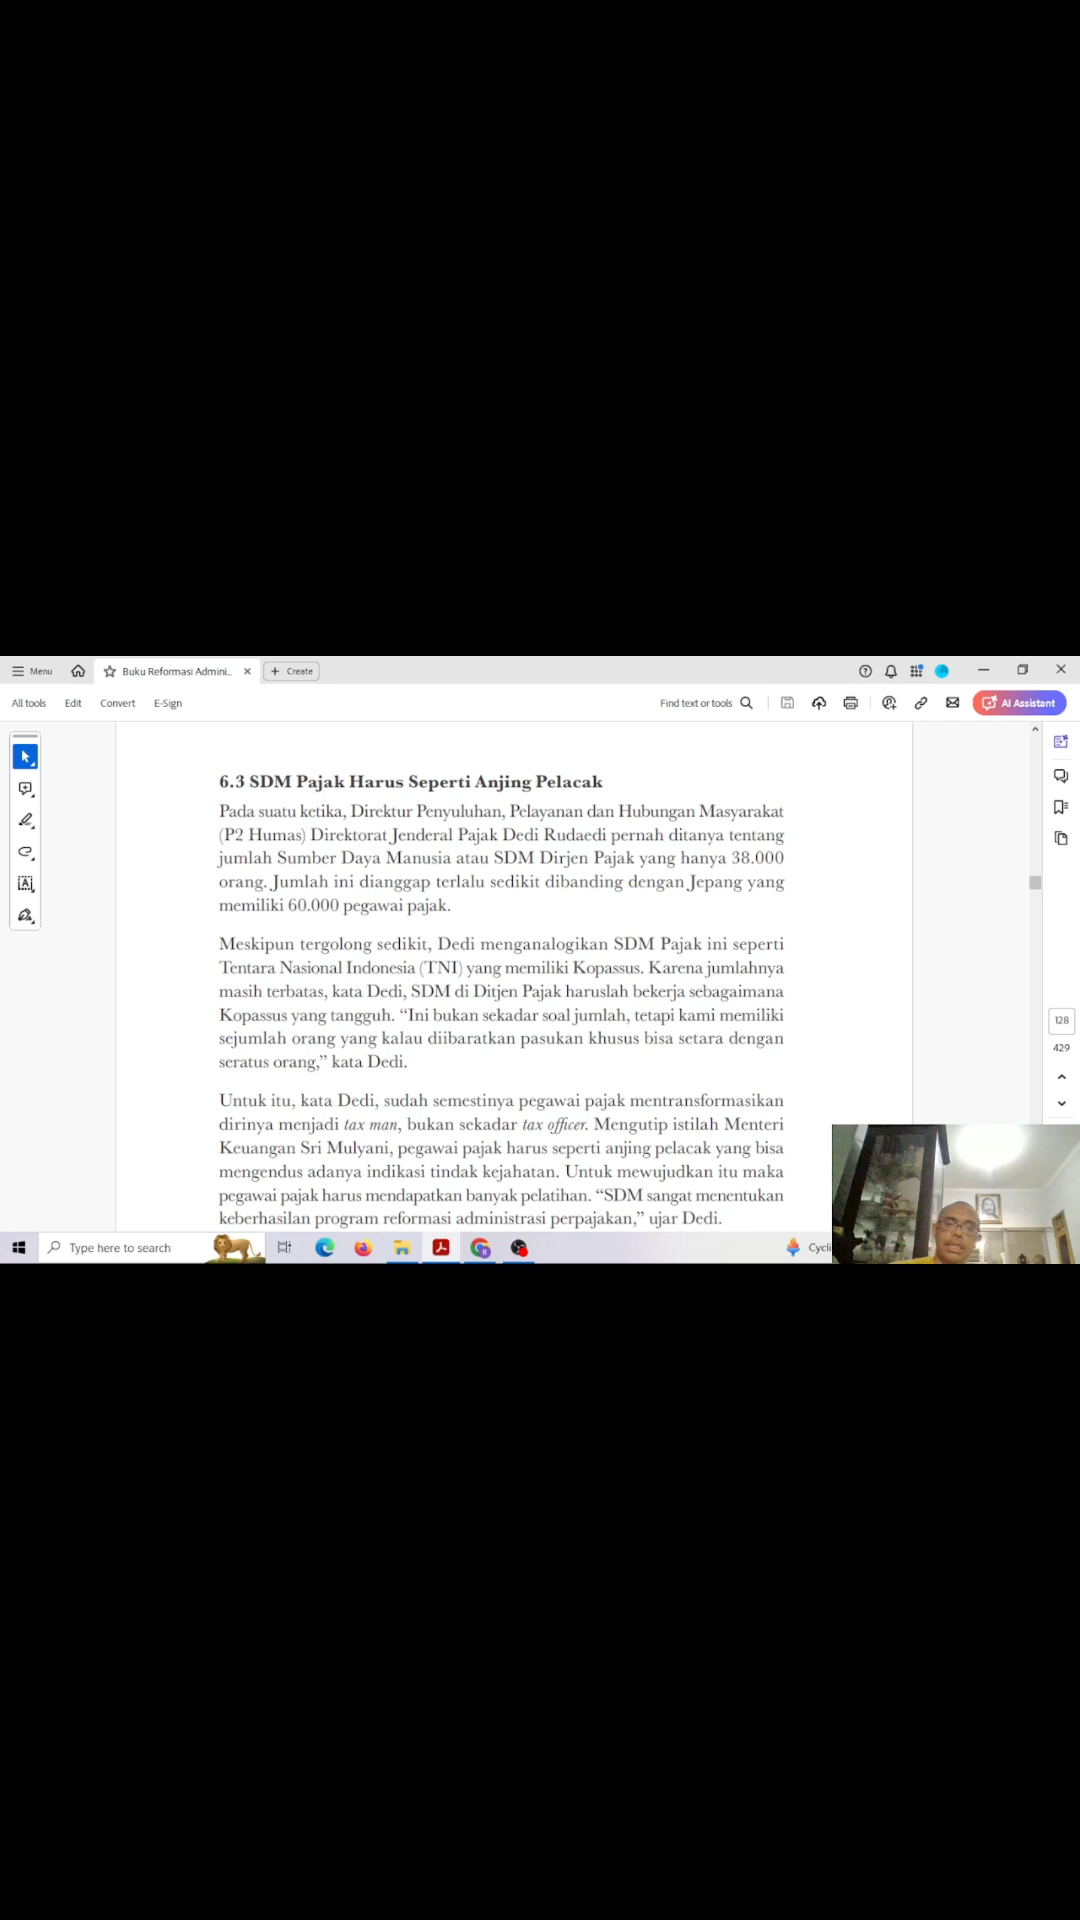 Menu
Buku Reformasi Admini...
Create
All tools
Edit
Convert
E-Sign
Find text or tools
AI Assistant
6.3 SDM Pajak Harus Seperti Anjing Pelacak
Pada suatu ketika, Direktur Penyuluhan, Pelayanan dan Hubungan Masyarakat
(P2 Humas) Direktorat Jenderal Pajak Dedi Rudaedi pernah ditanya tentang
jumlah Sumber Daya Manusia atau SDM Dirjen Pajak yang hanya 38.000
orang. Jumlah ini dianggap terlalu sedikit dibanding dengan Jepang yang
memiliki 60.000 pegawai pajak.
Meskipun tergolong sedikit, Dedi menganalogikan SDM Pajak ini seperti
Tentara Nasional Indonesia (TNI) yang memiliki Kopassus. Karena jumlahnya
masih terbatas, kata Dedi, SDM di Ditjen Pajak haruslah bekerja sebagaimana
Kopassus yang tangguh. “Ini bukan sekadar soal jumlah, tetapi kami memiliki
sejumlah orang yang kalau diibaratkan pasukan khusus bisa setara dengan
seratus orang,” kata Dedi.
Untuk itu, kata Dedi, sudah semestinya pegawai pajak mentransformasikan
dirinya menjadi tax man, bukan sekadar tax officer. Mengutip istilah Menteri
Keuangan Sri Mulyani, pegawai pajak harus seperti anjing pelacak yang bisa
mengendus adanya indikasi tindak kejahatan. Untuk mewujudkan itu maka
pegawai pajak harus mendapatkan banyak pelatihan. “SDM sangat menentukan
keberhasilan program reformasi administrasi perpajakan,” ujar Dedi.
128
429
Type here to search
Cycli